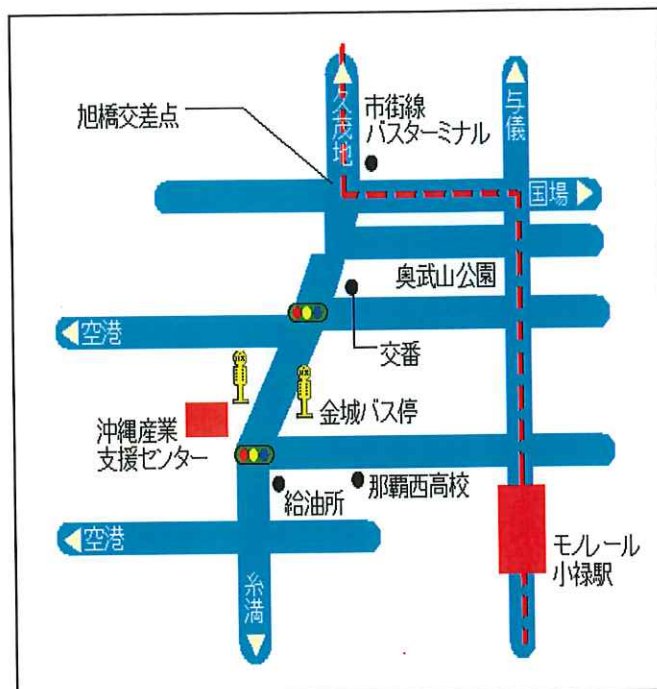 久茂地
与儀
市街線
バスターミナル
旭橋交差点
国場
奥武山公園
空港
交番
金城バス停
沖縄産業
支援センター
那覇西高校
給油所
空港
モノレール
小禄駅
糸満